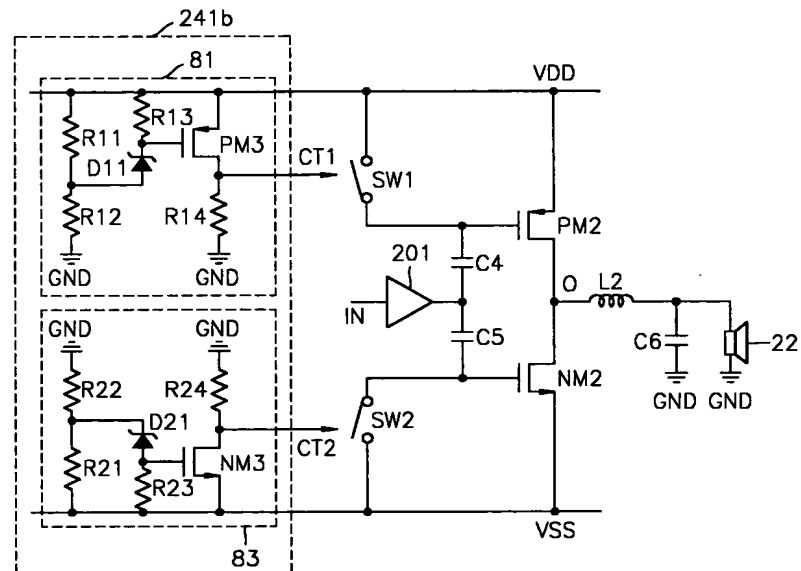 241b
81
VDD
R11
R13
D11
PM3
CT1
SW1
R12
R14
PM2
GND
GND
201
C4
O
L2
IN
C5
C6
22
GND
GND
R22
R24
GND
GND
NM2
D21
CT2
SW2
R21
R23
NM3
VSS
83